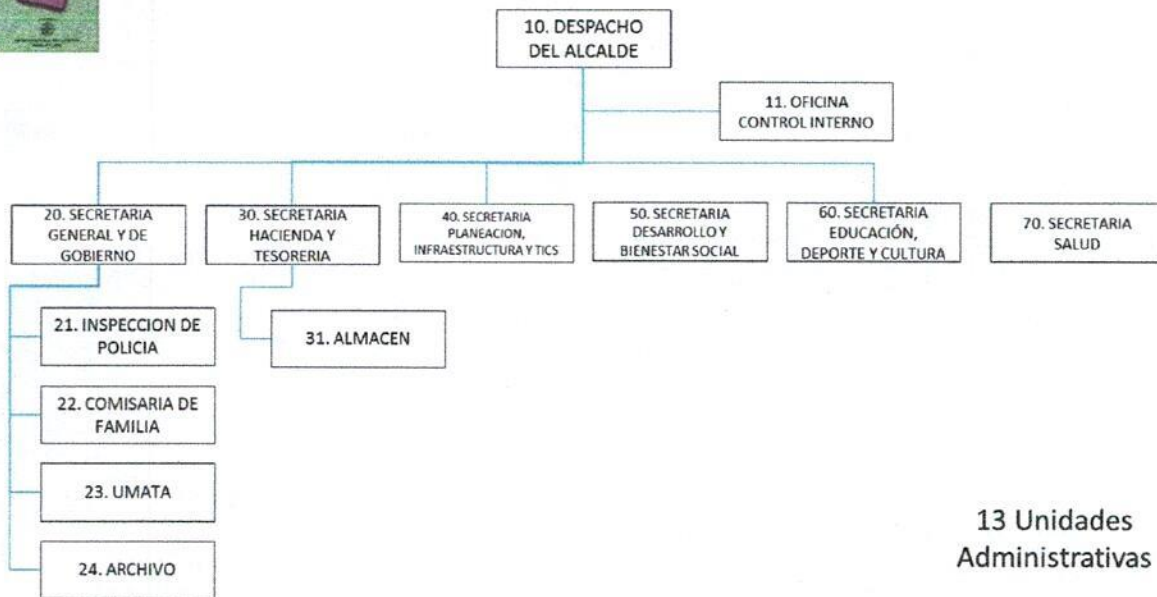 10. DESPACHO
DEL ALCALDE
11. OFICINA
CONTROL INTERNO
20. SECRETARIA
GENERAL Y DE
GOBIERNO
30. SECRETARIA
HACIENDA Y
TESORERIA
40. SECRETARIA
PLANEACION,
INFRAESTRUCTURA Y TICS
50. SECRETARIA
DESARROLLO Y
BIENESTAR SOCIAL
60. SECRETARIA
EDUCACIÓN,
DEPORTE Y CULTURA
70. SECRETARIA
SALUD
21. INSPECCION DE
POLICIA
31. ALMACEN
22. COMISARIA DE
FAMILIA
23. UMATA
24. ARCHIVO
13 Unidades
Administrativas